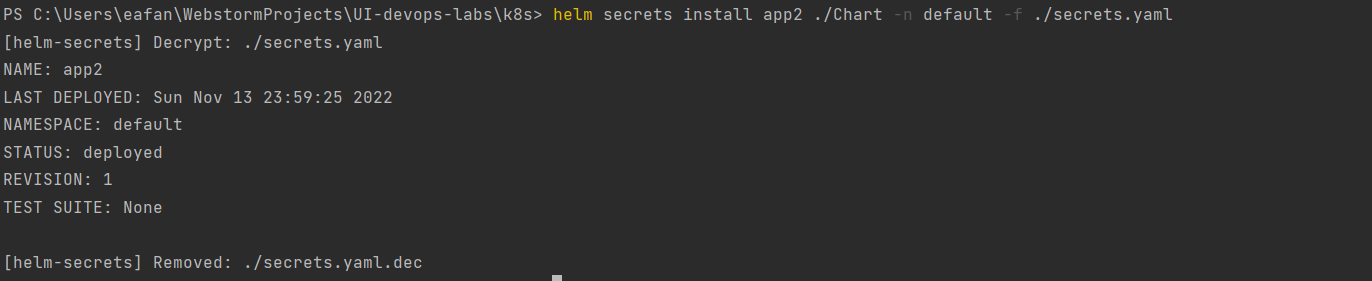 PS C:\Users\eafan\WebstormProjects\UI-devops-labs\k8s> helm secrets install app2 ./Chart -n default -f ./secrets.yaml
[helm-secrets] Decrypt: ./secrets.yaml
NAME: app2
LAST DEPLOYED: Sun Nov 13 23:59:25 2022
NAMESPACE: default
STATUS: deployed
REVISION: 1
TEST SUITE: None
[helm-secrets] Removed: ./secrets.yaml.dec